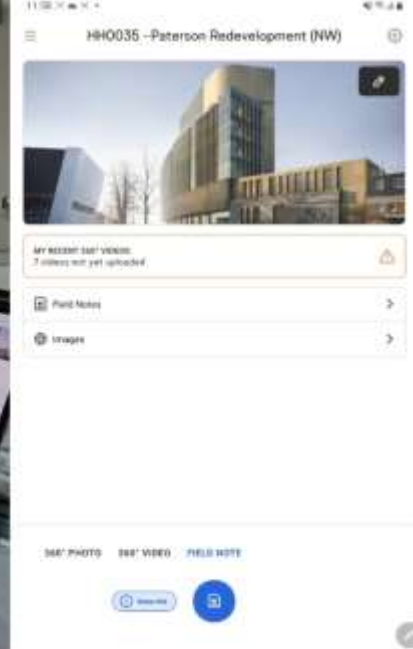 HH0035 --Paterson Redevelopment (NW)
MY RECENT 360° VIDEOS
7 videos not yet uploaded
Field Notes
Images
360° PHOTO 360° VIDEO FIELD NOTE